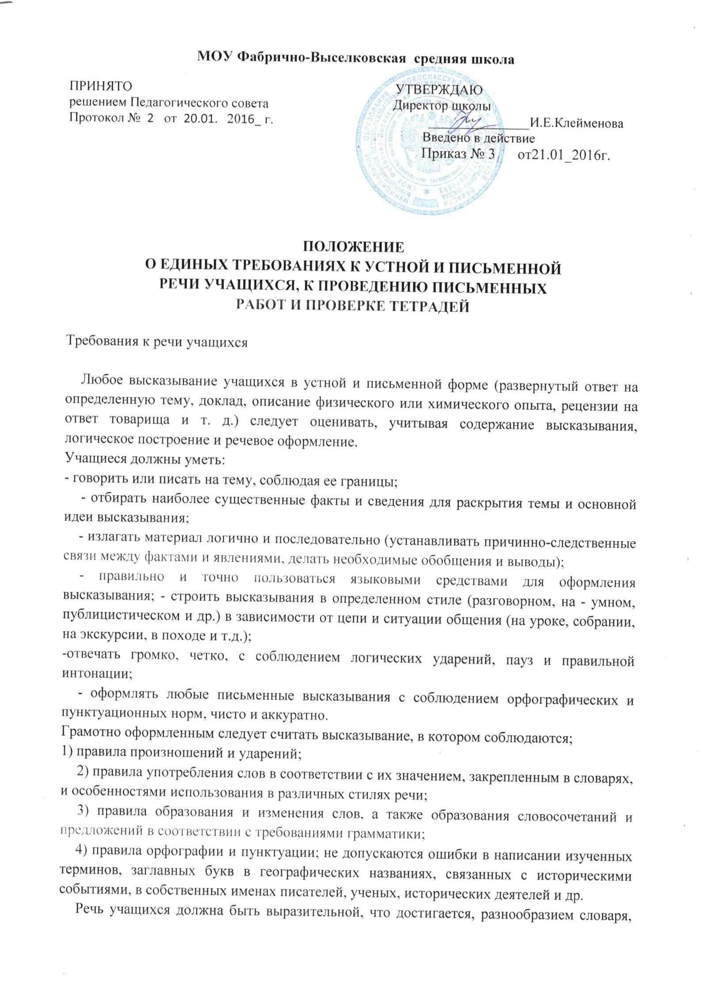 МОУ Фабрично-Выселковская средняя школа
ПРИНЯТО
решением Педагогического совета
Протокол № 2 от 20.01. 2016_ г.
УТВЕРЖДАЮ
Директор школы
______________И.Е.Клейменова
Введено в действие
Приказ № 3 от21.01_2016г.
ПОЛОЖЕНИЕ
О ЕДИНЫХ ТРЕБОВАНИЯХ К УСТНОЙ И ПИСЬМЕННОЙ
РЕЧИ УЧАЩИХСЯ, К ПРОВЕДЕНИЮ ПИСЬМЕННЫХ
РАБОТ И ПРОВЕРКЕ ТЕТРАДЕЙ
Требования к речи учащихся
Любое высказывание учащихся в устной и письменной форме (развернутый ответ на
определенную тему, доклад, описание физического или химического опыта, рецензии на
ответ товарища и т. д.) следует оценивать, учитывая содержание высказывания,
логическое построение и речевое оформление.
Учащиеся должны уметь:
- говорить или писать на тему, соблюдая ее границы;
- отбирать наиболее существенные факты и сведения для раскрытия темы и основной
идеи высказывания;
- излагать материал логично и последовательно (устанавливать причинно-следственные
связи между фактами и явлениями, делать необходимые обобщения и выводы);
- правильно и точно пользоваться языковыми средствами для оформления
высказывания; - строить высказывания в определенном стиле (разговорном, на - умном,
публицистическом и др.) в зависимости от цепи и ситуации общения (на уроке, собрании,
на экскурсии, в походе и т.д.);
-отвечать громко, четко, с соблюдением логических ударений, пауз и правильной
интонации;
- оформлять любые письменные высказывания с соблюдением орфографических и
пунктуационных норм, чисто и аккуратно.
Грамотно оформленным следует считать высказывание, в котором соблюдаются;
1) правила произношений и ударений;
2) правила употребления слов в соответствии с их значением, закрепленным в словарях,
и особенностями использования в различных стилях речи;
3) правила образования и изменения слов, а также образования словосочетаний и
предложений в соответствии с требованиями грамматики;
4) правила орфографии и пунктуации; не допускаются ошибки в написании изученных
терминов, заглавных букв в географических названиях, связанных с историческими
событиями, в собственных именах писателей, ученых, исторических деятелей и др.
Речь учащихся должна быть выразительной, что достигается, разнообразием словаря,